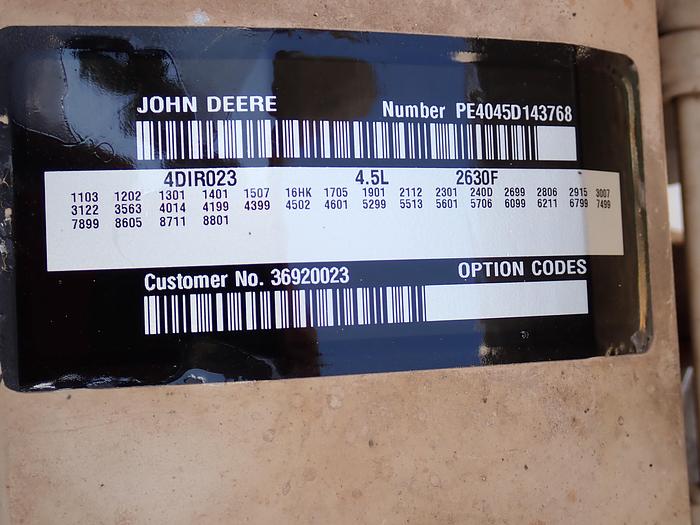 JOHN DEERE Number PE4045D143768
4DIR023 4.5L 2630F
1103 1202 1301 1401 1507 16HK 1705 1901 2112 2301 2400 2699 2806 2915 3007
3122 3563 4014 4199 4399 4502 4601 5299 5513 5601 5706 6099 6211 6799 7499
7899 8605 8711 8801
Customer No. 36920023 OPTION CODES